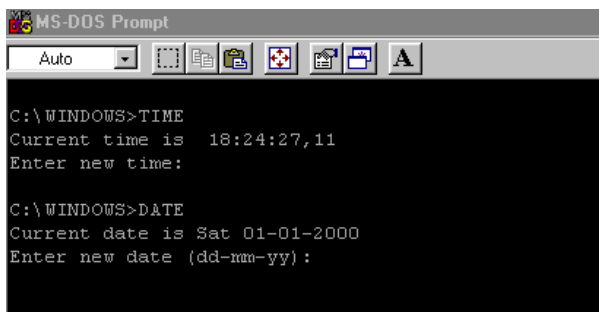 MS-DOS Prompt
Auto
A
C:\WINDOWS>TIME
Current time is  18:24:27,11
Enter new time:
C:\WINDOWS>DATE
Current date is Sat 01-01-2000
Enter new date (dd-mm-yy):